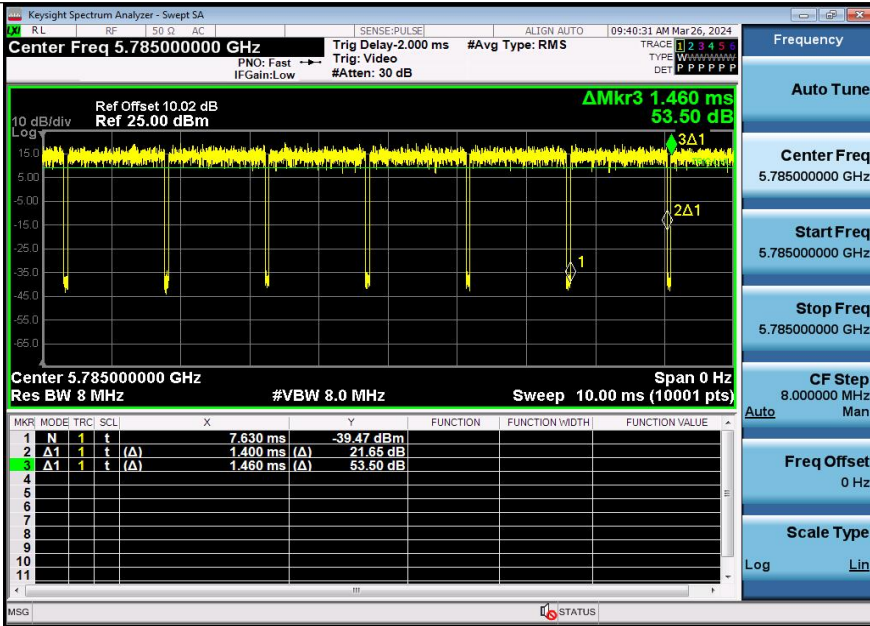 Keysight Spectrum Analyzer - Swept SA
LXI RL RF 50 Ω AC SENSE:PULSE ALIGN AUTO 09:40:31 AM Mar 26, 2024
Center Freq 5.785000000 GHz
PNO: Fast
IFGain:Low
Trig Delay-2.000 ms
Trig: Video
#Atten: 30 dB
#Avg Type: RMS
TRACE 1 2 3 4 5 6
TYPE WWWWWW
DET P P P P P P
Frequency
Auto Tune
Center Freq
5.785000000 GHz
Start Freq
5.785000000 GHz
Stop Freq
5.785000000 GHz
CF Step
8.000000 MHz
Auto Man
Freq Offset
0 Hz
Scale Type
Log Lin
Ref Offset 10.02 dB
10 dB/div Ref 25.00 dBm
Log
ΔMkr3 1.460 ms
53.50 dB
15.0
5.00
-5.00
-15.0
-25.0
-35.0
-45.0
-55.0
-65.0
3Δ1
2Δ1
1
Center 5.785000000 GHz Span 0 Hz
Res BW 8 MHz #VBW 8.0 MHz Sweep 10.00 ms (10001 pts)
MKR MODE TRC SCL X Y FUNCTION FUNCTION WIDTH FUNCTION VALUE
1 N 1 t 7.630 ms -39.47 dBm
2 Δ1 1 t (Δ) 1.400 ms (Δ) 21.65 dB
3 Δ1 1 t (Δ) 1.460 ms (Δ) 53.50 dB
4
5
6
7
8
9
10
11
MSG STATUS